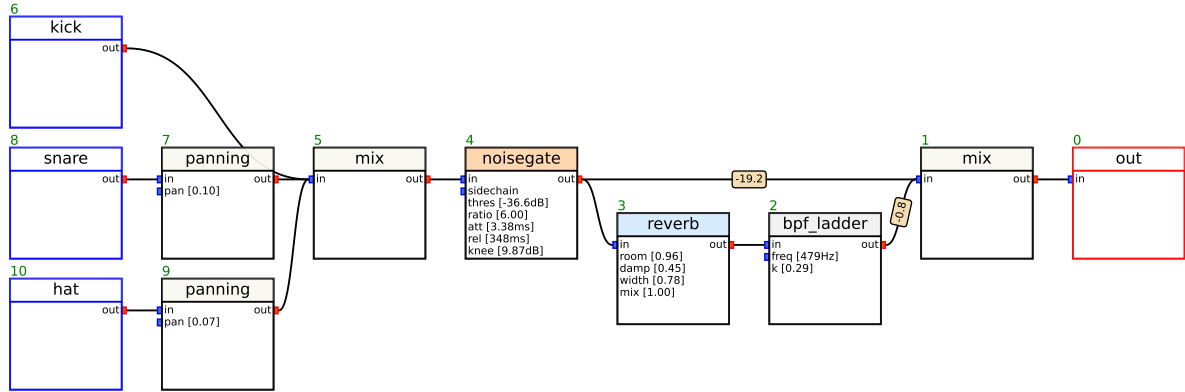 6
kick
out
8
snare
out
7
panning
in out
pan [0.10]
5
mix
in out
4
noisegate
in out
sidechain
thres [-36.6dB]
ratio [6.00]
att [3.38ms]
rel [348ms]
knee [9.87dB]
-19.2
3
reverb
in out
room [0.96]
damp [0.45]
width [0.78]
mix [1.00]
2
bpf_ladder
in out
freq [479Hz]
k [0.29]
-0.8
1
mix
in out
0
out
in
10
hat
out
9
panning
in out
pan [0.07]